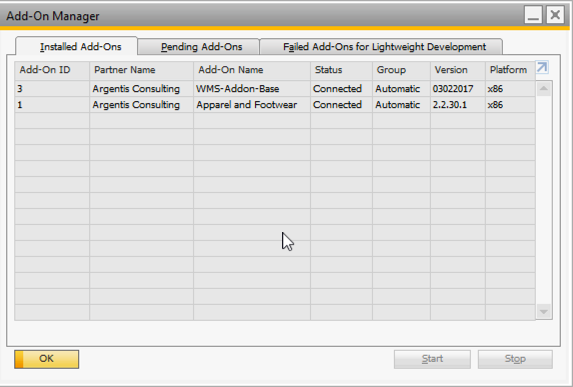 Add-On Manager
Installed Add-Ons Pending Add-Ons Failed Add-Ons for Lightweight Development
Add-On ID Partner Name Add-On Name Status Group Version Platform
3 Argentis Consulting WMS-Addon-Base Connected Automatic 03022017 x86
1 Argentis Consulting Apparel and Footwear Connected Automatic 2.2.30.1 x86
OK Start Stop